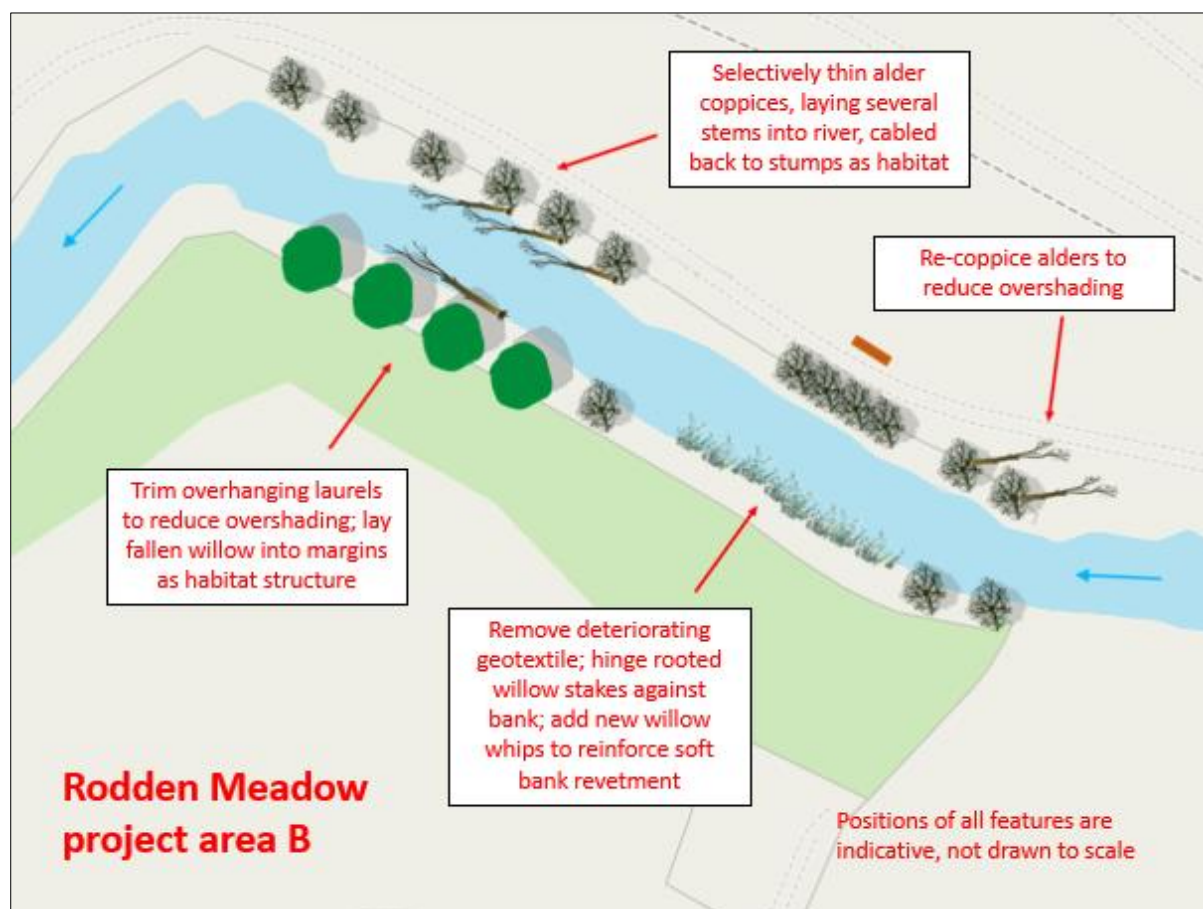 Selectively thin alder
coppices, laying several
stems into river, cabled
back to stumps as habitat
Re-coppice alders to
reduce overshading
Trim overhanging laurels
to reduce overshading; lay
fallen willow into margins
as habitat structure
Remove deteriorating
geotextile; hinge rooted
willow stakes against
bank; add new willow
whips to reinforce soft
bank revetment
Rodden Meadow
project area B
Positions of all features are
indicative, not drawn to scale